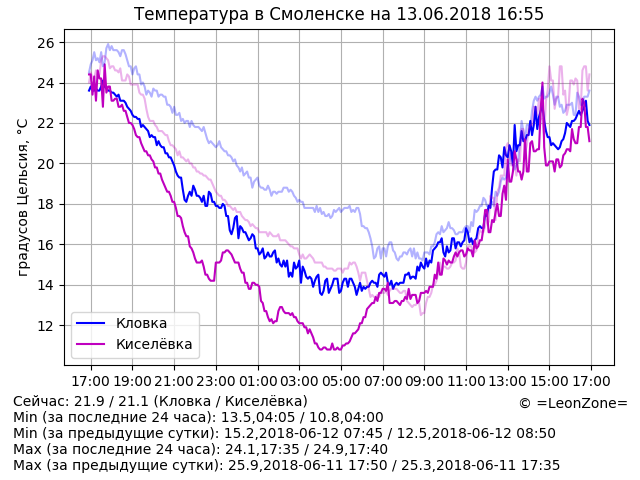 Температура в Смоленске на 13.06.2018 16:55
градусов Цельсия, °C
26
24
22
20
18
16
14
12
Кловка
Киселёвка
17:00 19:00 21:00 23:00 01:00 03:00 05:00 07:00 09:00 11:00 13:00 15:00 17:00
Сейчас: 21.9 / 21.1 (Кловка / Киселёвка)
© =LeonZone=
Min (за последние 24 часа): 13.5,04:05 / 10.8,04:00
Min (за предыдущие сутки): 15.2,2018-06-12 07:45 / 12.5,2018-06-12 08:50
Max (за последние 24 часа): 24.1,17:35 / 24.9,17:40
Max (за предыдущие сутки): 25.9,2018-06-11 17:50 / 25.3,2018-06-11 17:35